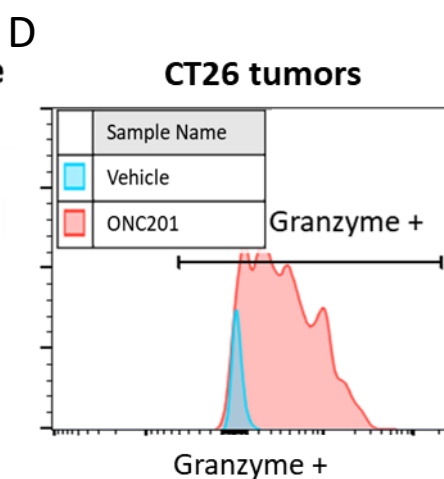 D
CT26 tumors
Sample Name
Vehicle
ONC201
Granzyme +
Granzyme +